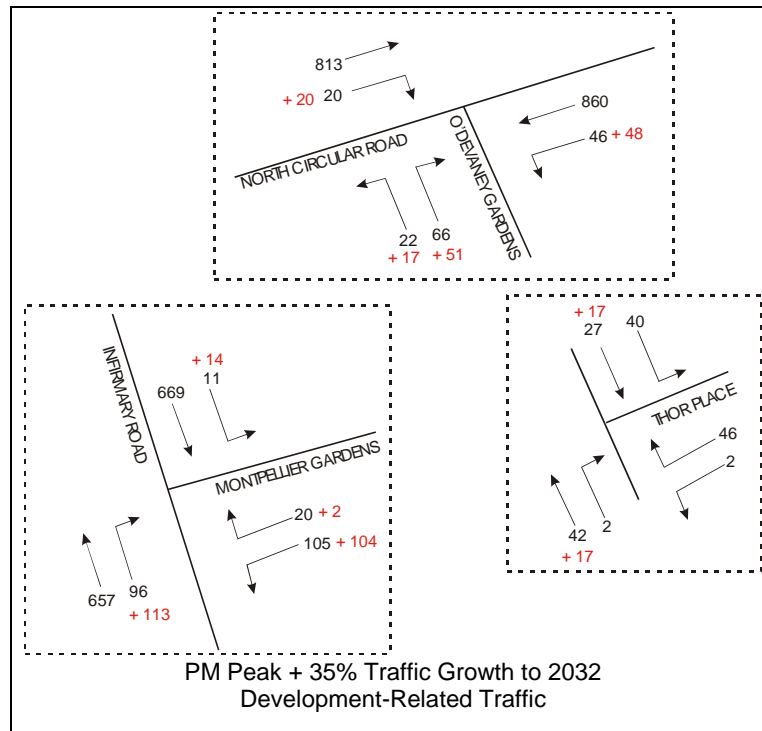 813
+ 20 20
860
46 + 48
NORTH CIRCULAR ROAD
O'DEVANEY GARDENS
22 66
+ 17 + 51
INFIRMARY ROAD
+ 14
11
669
MONTPELLIER GARDENS
20 + 2
105 + 104
657 96
+ 113
+ 17
27 40
THOR PLACE
46
2
42 2
+ 17
PM Peak + 35% Traffic Growth to 2032
Development-Related Traffic